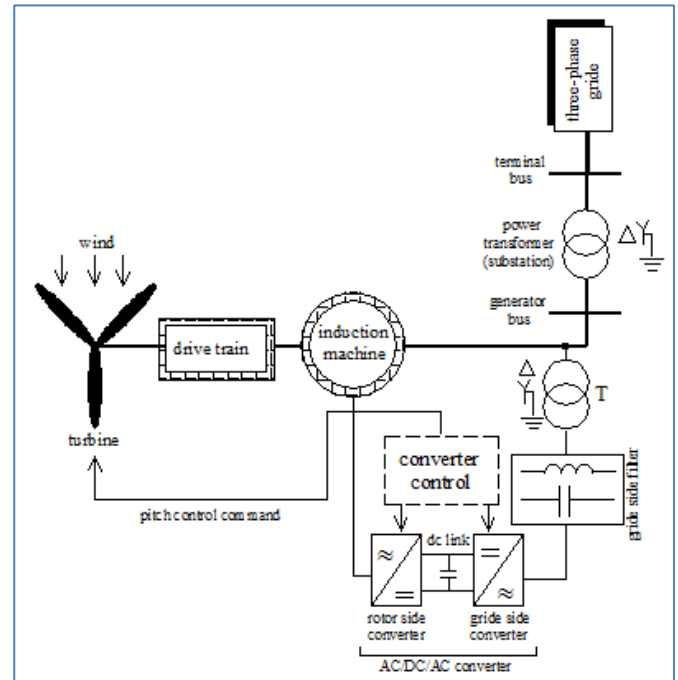 three-phase
gride
terminal
bus
power
transformer
(substation)
Δ
generator
bus
wind
drive train
induction
machine
Δ
T
turbine
converter
control
gride side filter
pitch control command
dc link
≈
=
=
≈
rotor side
converter
gride side
converter
AC/DC/AC converter